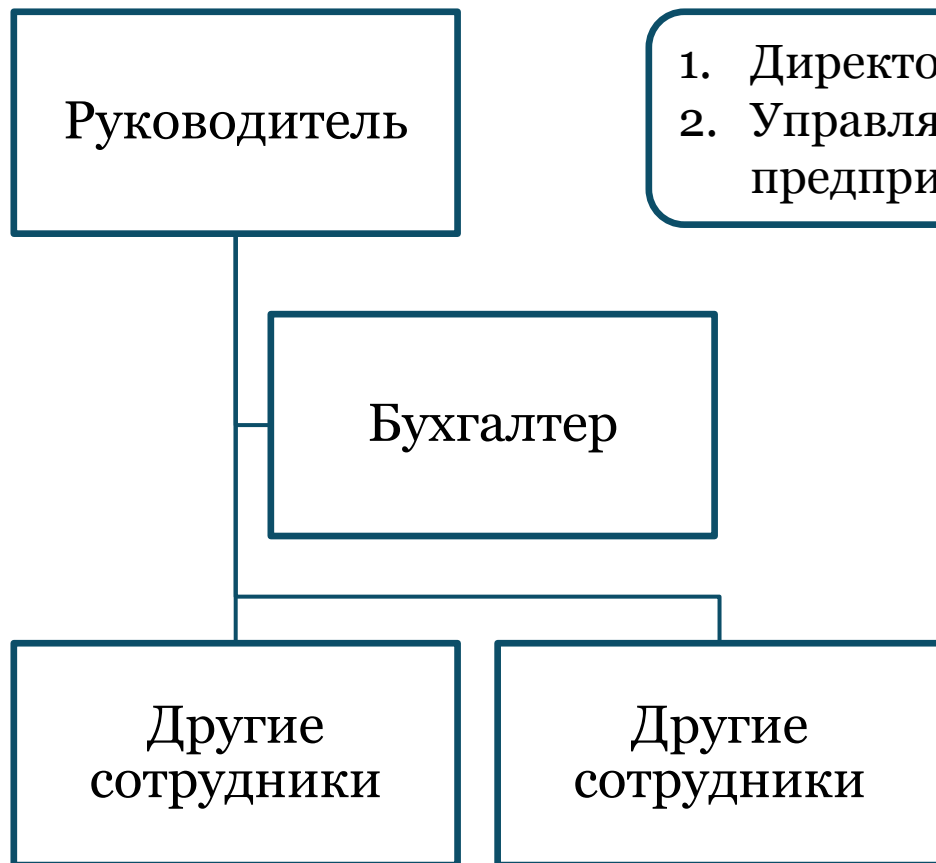 Руководитель
1. Директо
2. Управля
предпри
Бухгалтер
Другие
сотрудники
Другие
сотрудники